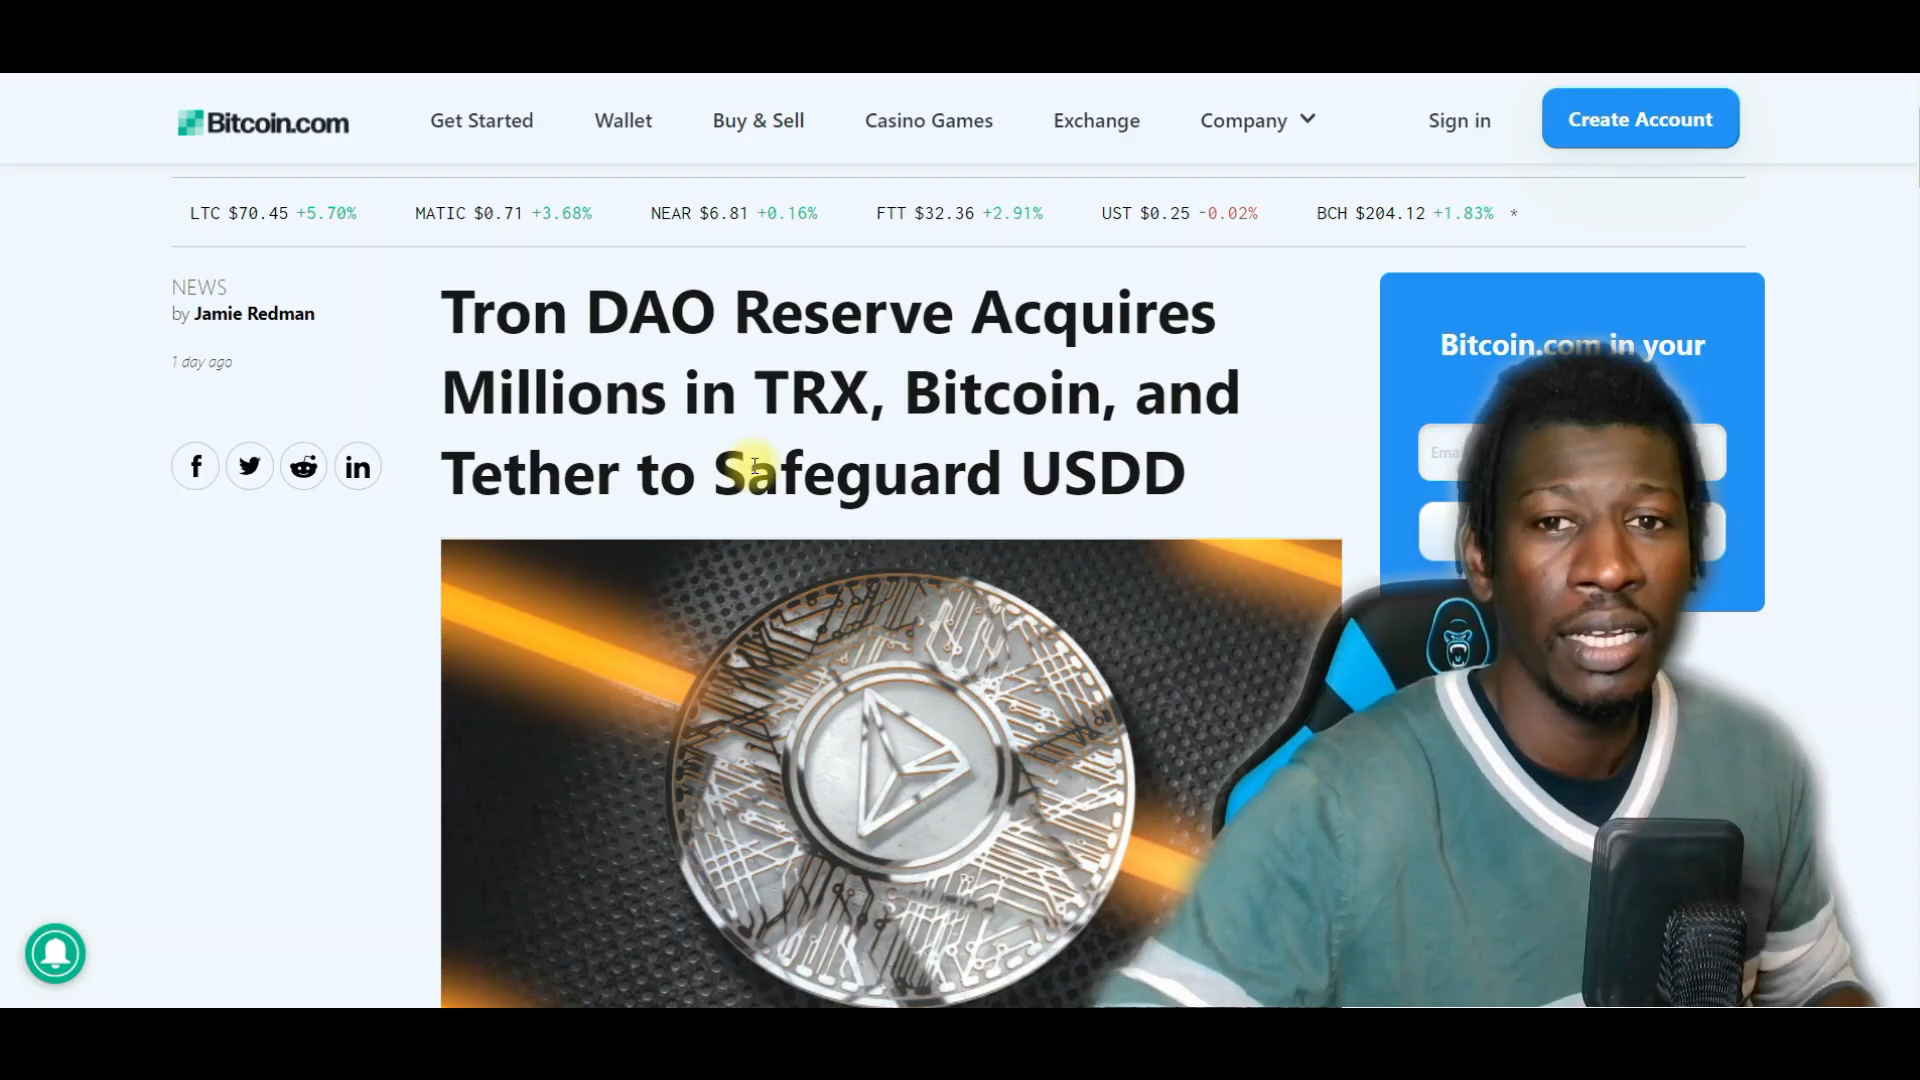 Bitcoin.com
Get Started
Wallet
Buy & Sell
Casino Games
Exchange
Company
Sign in
Create Account
LTC $70.45 +5.70%
MATIC $0.71 +3.68%
NEAR $6.81 +0.16%
FTT $32.36 +2.91%
UST $0.25 -0.02%
BCH $204.12 +1.83% *
NEWS
by Jamie Redman
1 day ago
Tron DAO Reserve Acquires
Millions in TRX, Bitcoin, and
Tether to Safeguard USDD
Bitcoin.com in your